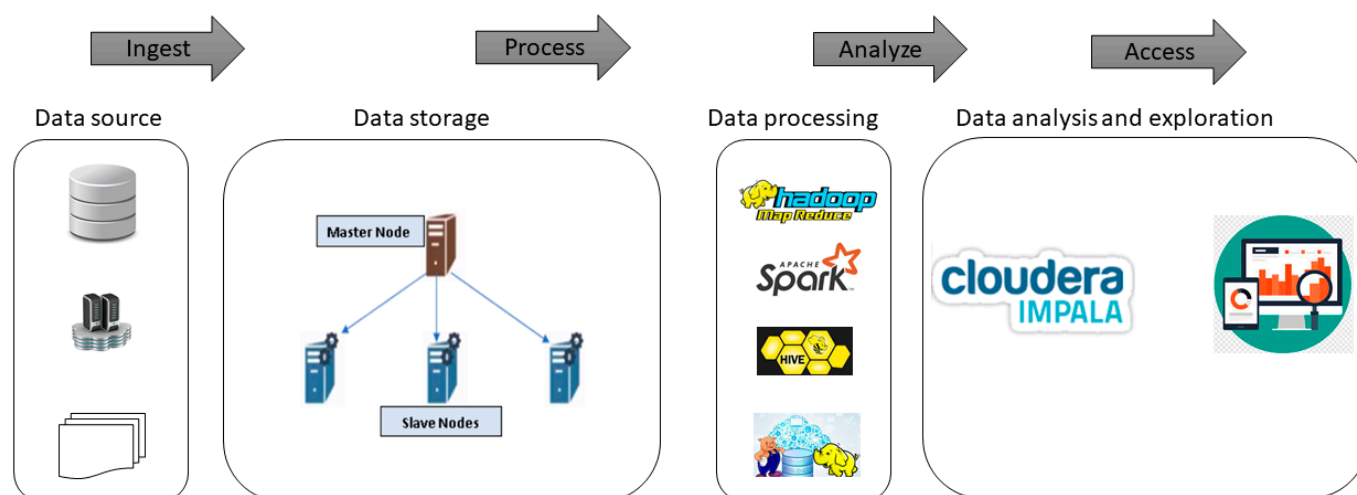 Ingest
Process
Analyze
Access
Data source
Data storage
Data processing
Data analysis and exploration
Master Node
Slave Nodes
hadoop
Map Reduce
APACHE
Spark
HIVE
cloudera
IMPALA